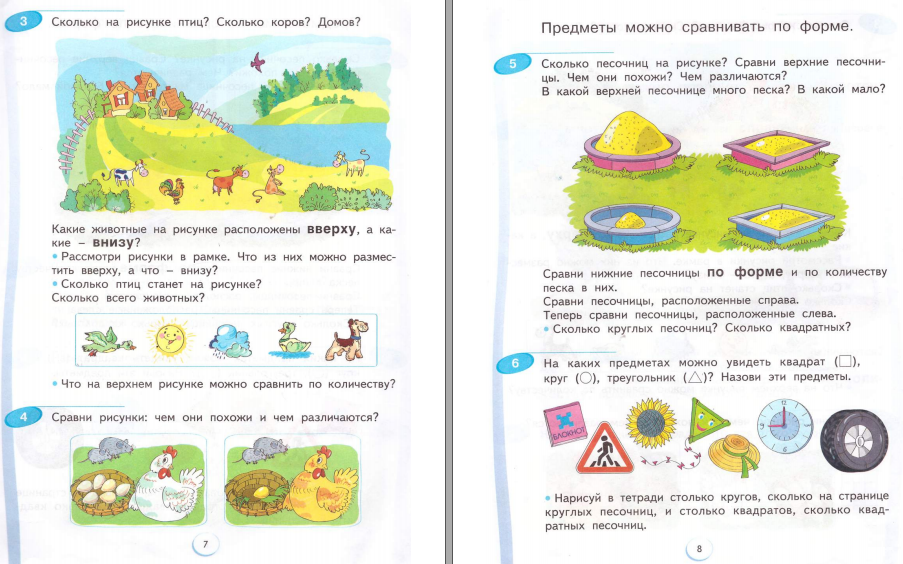 3 Сколько на рисунке птиц? Сколько коров? Домов?
Какие животные на рисунке расположены вверху, а ка-
кие – внизу?
• Рассмотри рисунки в рамке. Что из них можно размес-
тить вверху, а что – внизу?
• Сколько птиц станет на рисунке?
Сколько всего животных?
• Что на верхнем рисунке можно сравнить по количеству?
4 Сравни рисунки: чем они похожи и чем различаются?
7
Предметы можно сравнивать по форме.
5 Сколько песочниц на рисунке? Сравни верхние песочни-
цы. Чем они похожи? Чем различаются?
В какой верхней песочнице много песка? В какой мало?
Сравни нижние песочницы по форме и по количеству
песка в них.
Сравни песочницы, расположенные справа.
Теперь сравни песочницы, расположенные слева.
• Сколько круглых песочниц? Сколько квадратных?
6 На каких предметах можно увидеть квадрат (□),
круг (○), треугольник (△)? Назови эти предметы.
БЛОКНОТ
12
3
6
9
• Нарисуй в тетради столько кругов, сколько на странице
круглых песочниц, и столько квадратов, сколько квад-
ратных песочниц.
8